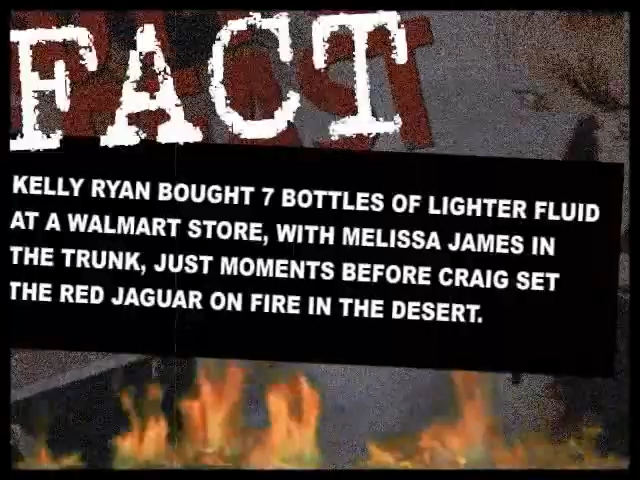 FACT
KELLY RYAN BOUGHT 7 BOTTLES OF LIGHTER FLUID
AT A WALMART STORE, WITH MELISSA JAMES IN
THE TRUNK, JUST MOMENTS BEFORE CRAIG SET
THE RED JAGUAR ON FIRE IN THE DESERT.